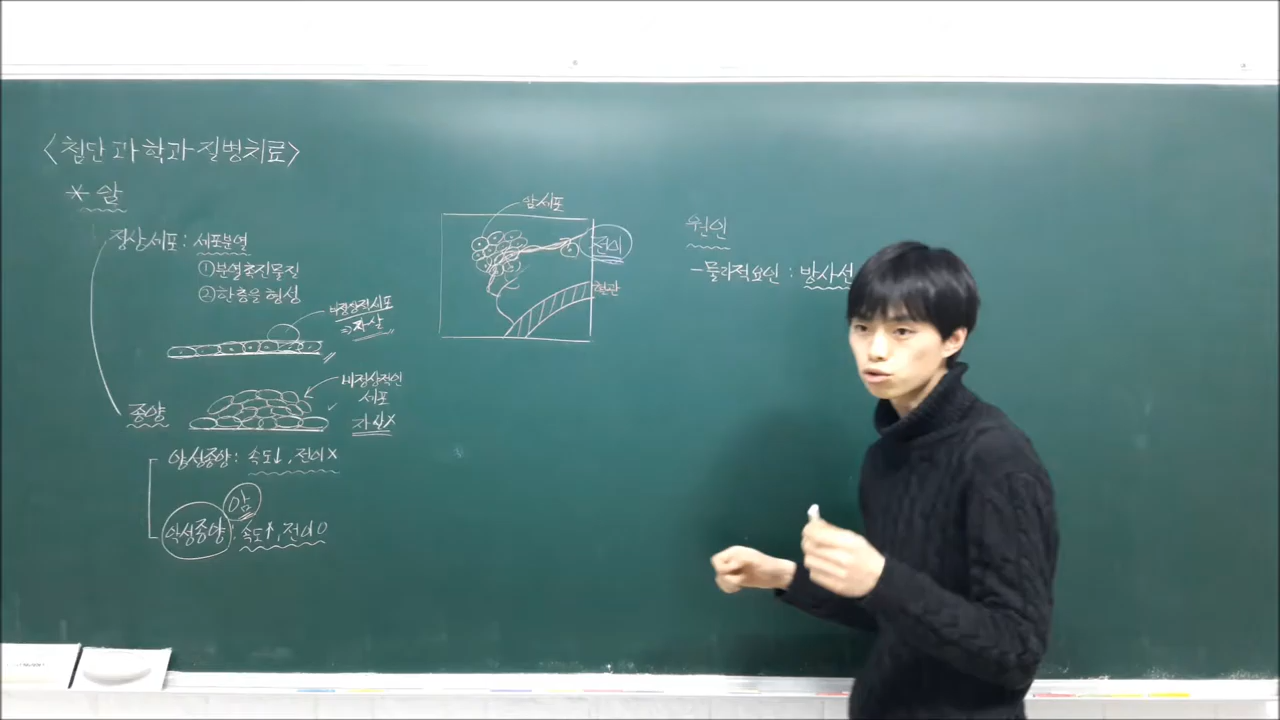 <첨단과학과 질병치료>
* 암
정상세포 : 세포분열
①분열촉진물질
②한층을 형성
비정상적세포
⇒자살
종양
비정상적인
세포
자살X
양성종양 : 속도↓, 전이X
암
악성종양 : 속도↑, 전이O
암세포
전이
혈관
원인
-물리적요인 : 방사선